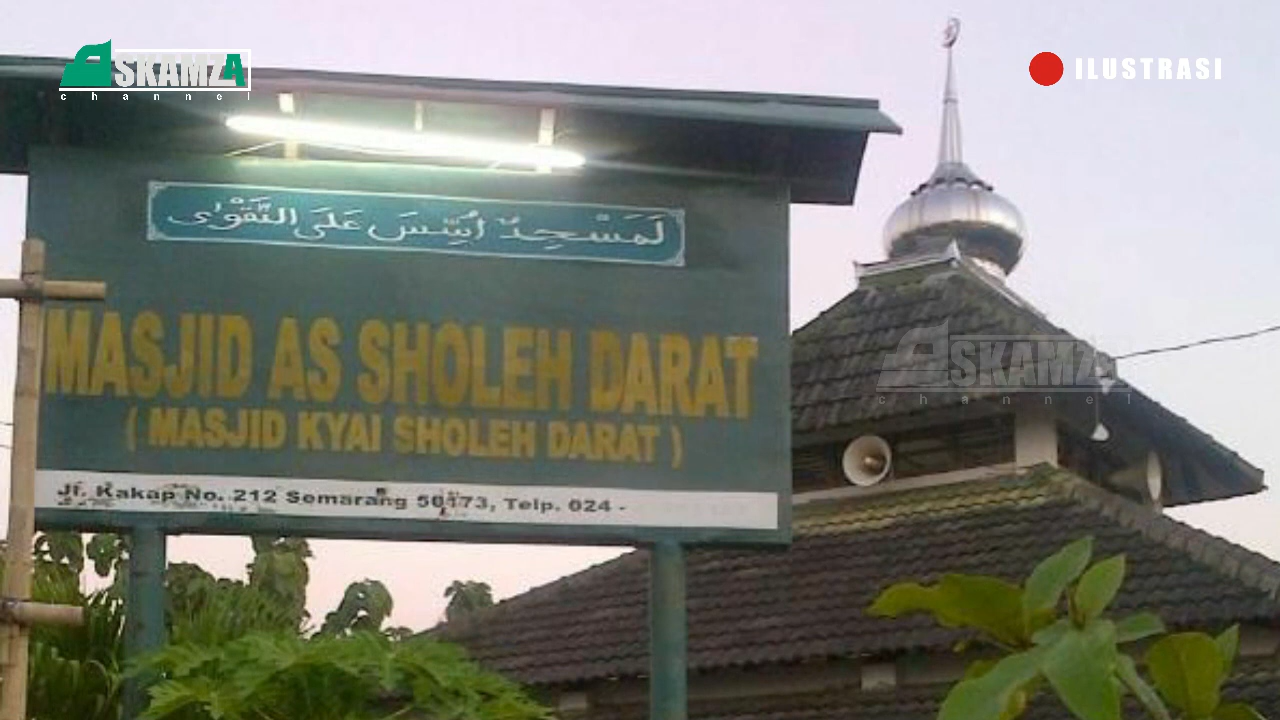 ASKAMZA
channel
ILUSTRASI
لَمَسْجِدٌ اُسِّسَ عَلَى التَّقْوٰى
MASJID AS SHOLEH DARAT
( MASJID KYAI SHOLEH DARAT )
Jl. Kakap No. 212 Semarang 50173, Telp. 024 -
ASKAMZA
channel